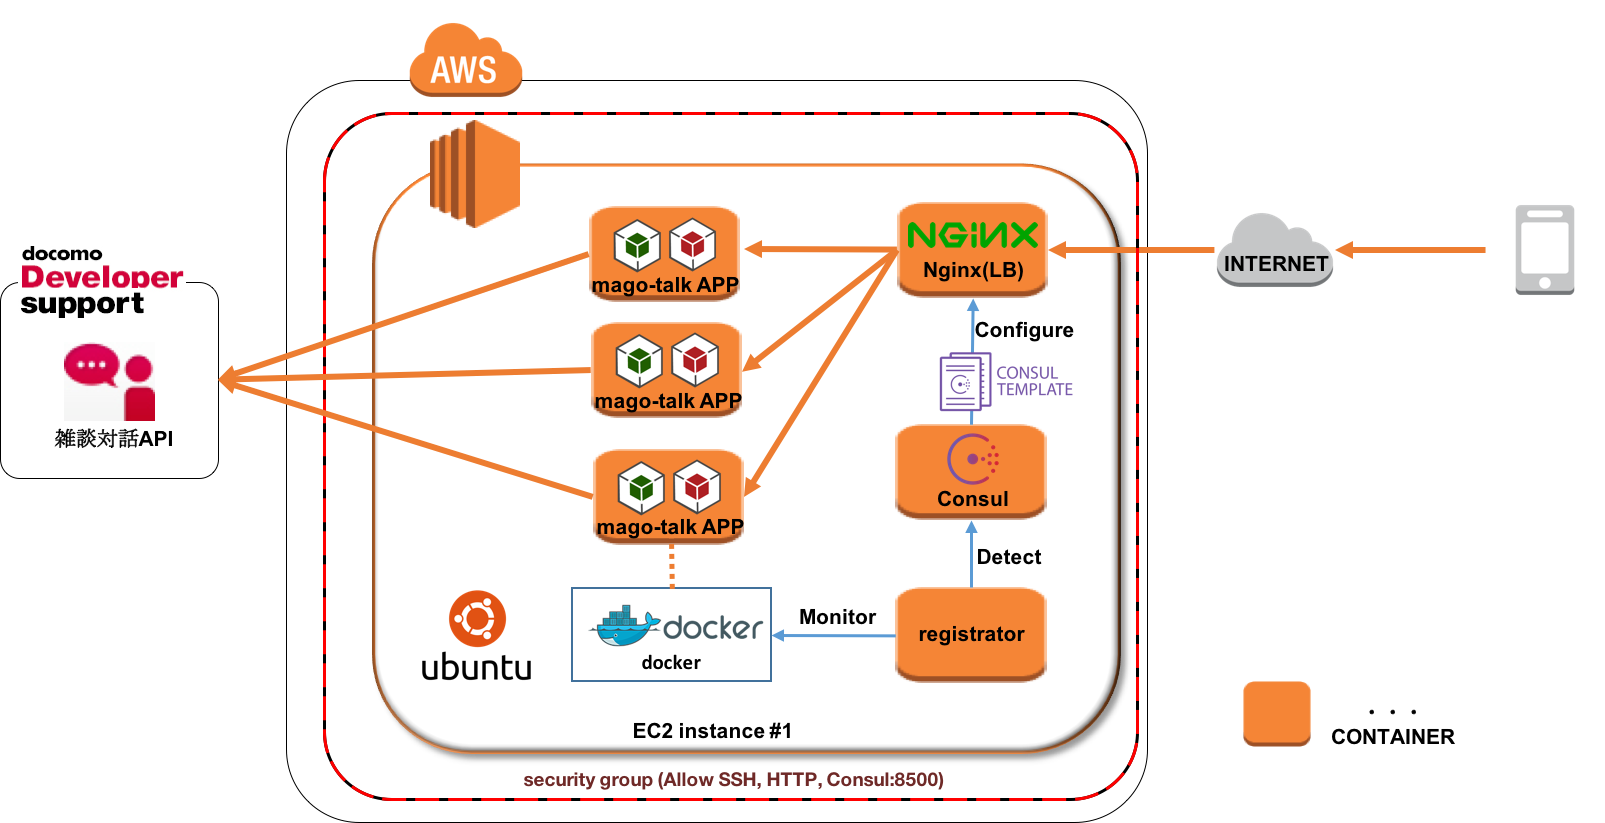 AWS
docomo
Developer
support
雑談対話API
mago-talk APP
mago-talk APP
mago-talk APP
NGINX
Nginx(LB)
INTERNET
Configure
CONSUL
TEMPLATE
Consul
Detect
registrator
Monitor
docker
docker
ubuntu
EC2 instance #1
security group (Allow SSH, HTTP, Consul:8500)
. . .
CONTAINER